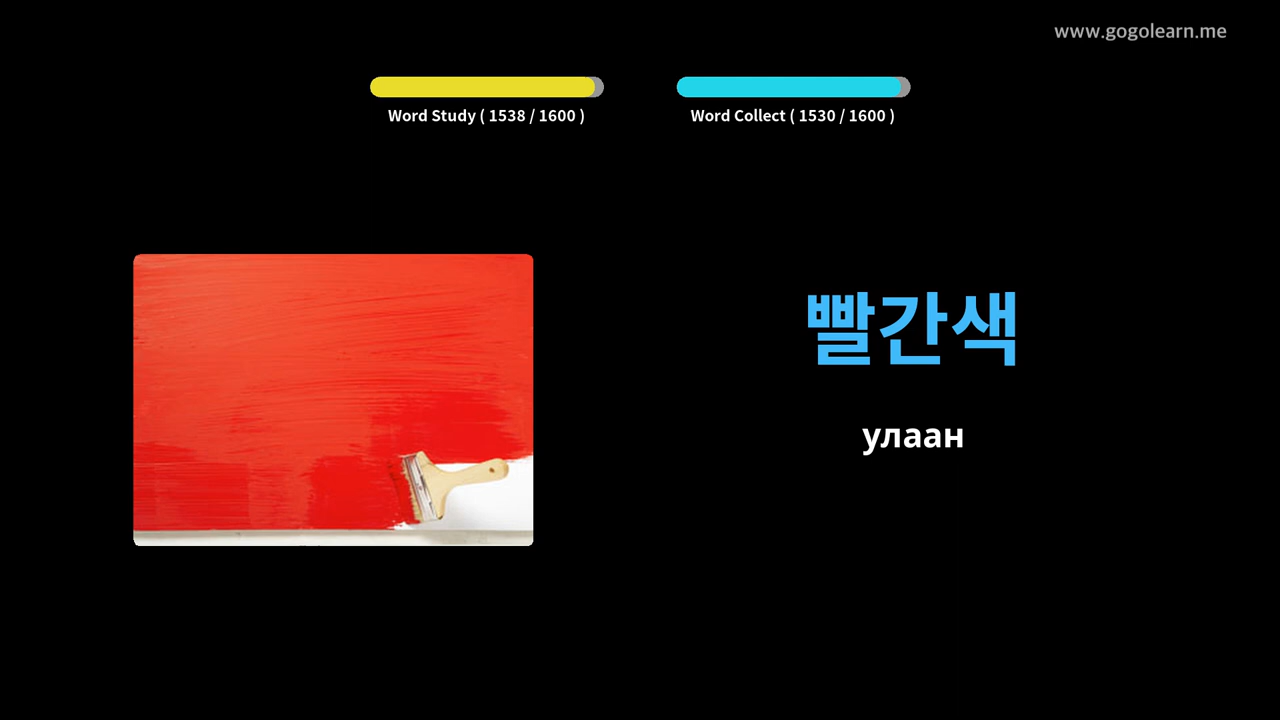 www.gogolearn.me
Word Study ( 1538 / 1600 )
Word Collect ( 1530 / 1600 )
빨간색
улаан